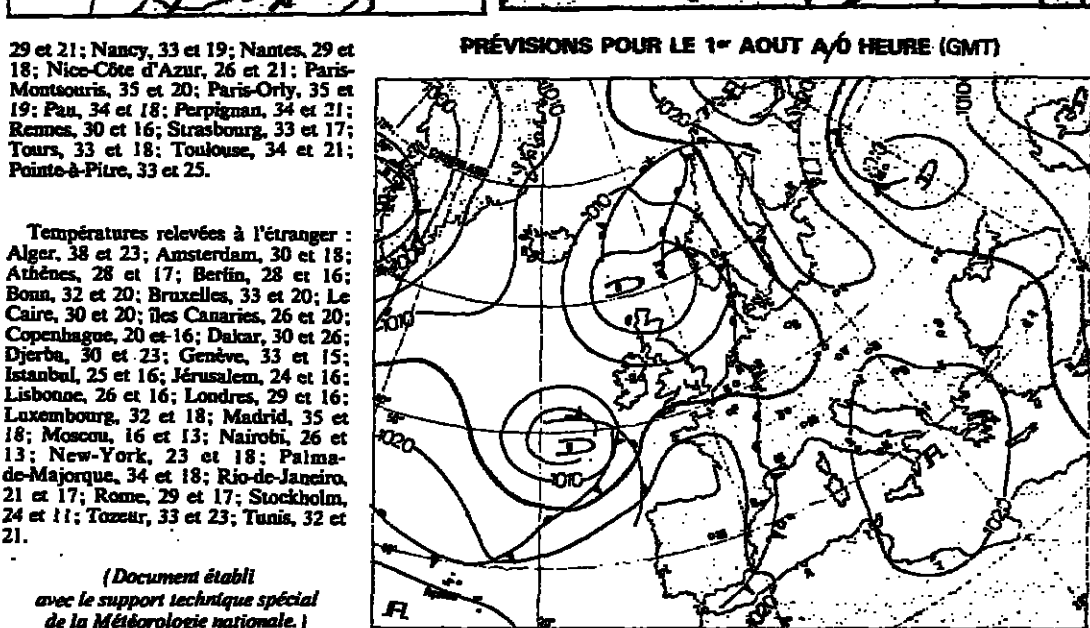 29 et 21; Nancy, 33 et 19; Nantes, 29 et
18; Nice-Côte d'Azur, 26 et 21; Paris-
Montsouris, 35 et 20; Paris-Orly, 35 et
19; Pau, 34 et 18; Perpignan, 34 et 21;
Rennes, 30 et 16; Strasbourg, 33 et 17;
Tours, 33 et 18; Toulouse, 34 et 21;
Pointe-à-Pitre, 33 et 25.
Températures relevées à l'étranger :
Alger, 38 et 23; Amsterdam, 30 et 18;
Athènes, 28 et 17; Berlin, 28 et 16;
Bonn, 32 et 20; Bruxelles, 33 et 20; Le
Caire, 30 et 20; îles Canaries, 26 et 20;
Copenhague, 20 et 16; Dakar, 30 et 26;
Djerba, 30 et 23; Genève, 33 et 15;
Istanbul, 25 et 16; Jérusalem, 24 et 16;
Lisbonne, 26 et 16; Londres, 29 et 16;
Luxembourg, 32 et 18; Madrid, 35 et
18; Moscou, 16 et 13; Nairobi, 26 et
13; New-York, 23 et 18; Palma-
de-Majorque, 34 et 18; Rio-de-Janeiro,
21 et 17; Rome, 29 et 17; Stockholm,
24 et 11; Tozeur, 33 et 23; Tunis, 32 et
21.
(Document établi
avec le support technique spécial
de la Météorologie nationale.)
PRÉVISIONS POUR LE 1er AOUT A 0 HEURE (GMT)
1020
1010
1020
1010
1000
1010
1010
D
D
1020
D
1010
1020
1020